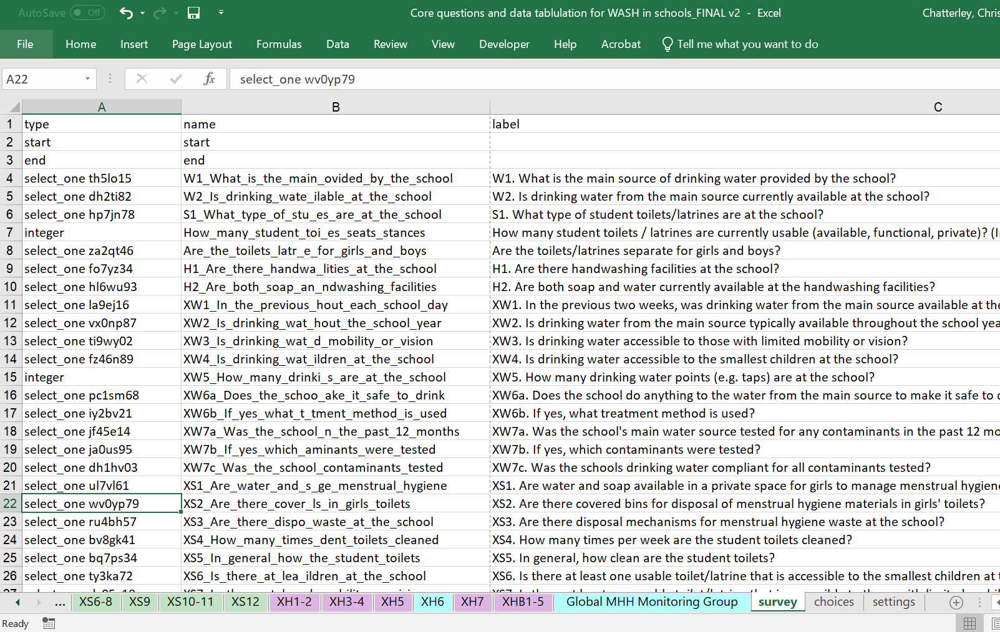 AutoSave Off Core questions and data tablulation for WASH in schools_FINAL v2 - Excel Chatterley, Chris
File Home Insert Page Layout Formulas Data Review View Developer Help Acrobat Tell me what you want to do
A22 fx select_one wv0yp79
A B C
1 type name label
2 start start
3 end end
4 select_one th5lo15 W1_What_is_the_main_ovided_by_the_school W1. What is the main source of drinking water provided by the school?
5 select_one dh2ti82 W2_Is_drinking_wate_ilable_at_the_school W2. Is drinking water from the main source currently available at the school?
6 select_one hp7jn78 S1_What_type_of_stu_es_are_at_the_school S1. What type of student toilets/latrines are at the school?
7 integer How_many_student_toi_es_seats_stances How many student toilets / latrines are currently usable (available, functional, private)? (I
8 select_one za2qt46 Are_the_toilets_latr_e_for_girls_and_boys Are the toilets/latrines separate for girls and boys?
9 select_one fo7yz34 H1_Are_there_handwa_lities_at_the_school H1. Are there handwashing facilities at the school?
10 select_one hl6wu93 H2_Are_both_soap_an_ndwashing_facilities H2. Are both soap and water currently available at the handwashing facilities?
11 select_one la9ej16 XW1_In_the_previous_hout_each_school_day XW1. In the previous two weeks, was drinking water from the main source available at the
12 select_one vx0np87 XW2_Is_drinking_wat_hout_the_school_year XW2. Is drinking water from the main source typically available throughout the school yea
13 select_one ti9wy02 XW3_Is_drinking_wat_d_mobility_or_vision XW3. Is drinking water accessible to those with limited mobility or vision?
14 select_one fz46n89 XW4_Is_drinking_wat_ildren_at_the_school XW4. Is drinking water accessible to the smallest children at the school?
15 integer XW5_How_many_drinki_s_are_at_the_school XW5. How many drinking water points (e.g. taps) are at the school?
16 select_one pc1sm68 XW6a_Does_the_schoo_ake_it_safe_to_drink XW6a. Does the school do anything to the water from the main source to make it safe to
17 select_one iy2bv21 XW6b_If_yes_what_t_tment_method_is_used XW6b. If yes, what treatment method is used?
18 select_one jf45e14 XW7a_Was_the_school_n_the_past_12_months XW7a. Was the school's main water source tested for any contaminants in the past 12 mo
19 select_one ja0us95 XW7b_If_yes_which_aminants_were_tested XW7b. If yes, which contaminants were tested?
20 select_one dh1hv03 XW7c_Was_the_school_contaminants_tested XW7c. Was the schools drinking water compliant for all contaminants tested?
21 select_one ul7vl61 XS1_Are_water_and_s_ge_menstrual_hygiene XS1. Are water and soap available in a private space for girls to manage menstrual hygien
22 select_one wv0yp79 XS2_Are_there_cover_ls_in_girls_toilets XS2. Are there covered bins for disposal of menstrual hygiene materials in girls' toilets?
23 select_one ru4bh57 XS3_Are_there_dispo_waste_at_the_school XS3. Are there disposal mechanisms for menstrual hygiene waste at the school?
24 select_one bv8gk41 XS4_How_many_times_dent_toilets_cleaned XS4. How many times per week are the student toilets cleaned?
25 select_one bq7ps34 XS5_In_general_how_the_student_toilets XS5. In general, how clean are the student toilets?
26 select_one ty3ka72 XS6_Is_there_at_lea_ildren_at_the_school XS6. Is there at least one usable toilet/latrine that is accessible to the smallest children at
... XS6-8 XS9 XS10-11 XS12 XH1-2 XH3-4 XH5 XH6 XH7 XHB1-5 Global MHH Monitoring Group survey choices settings
Ready